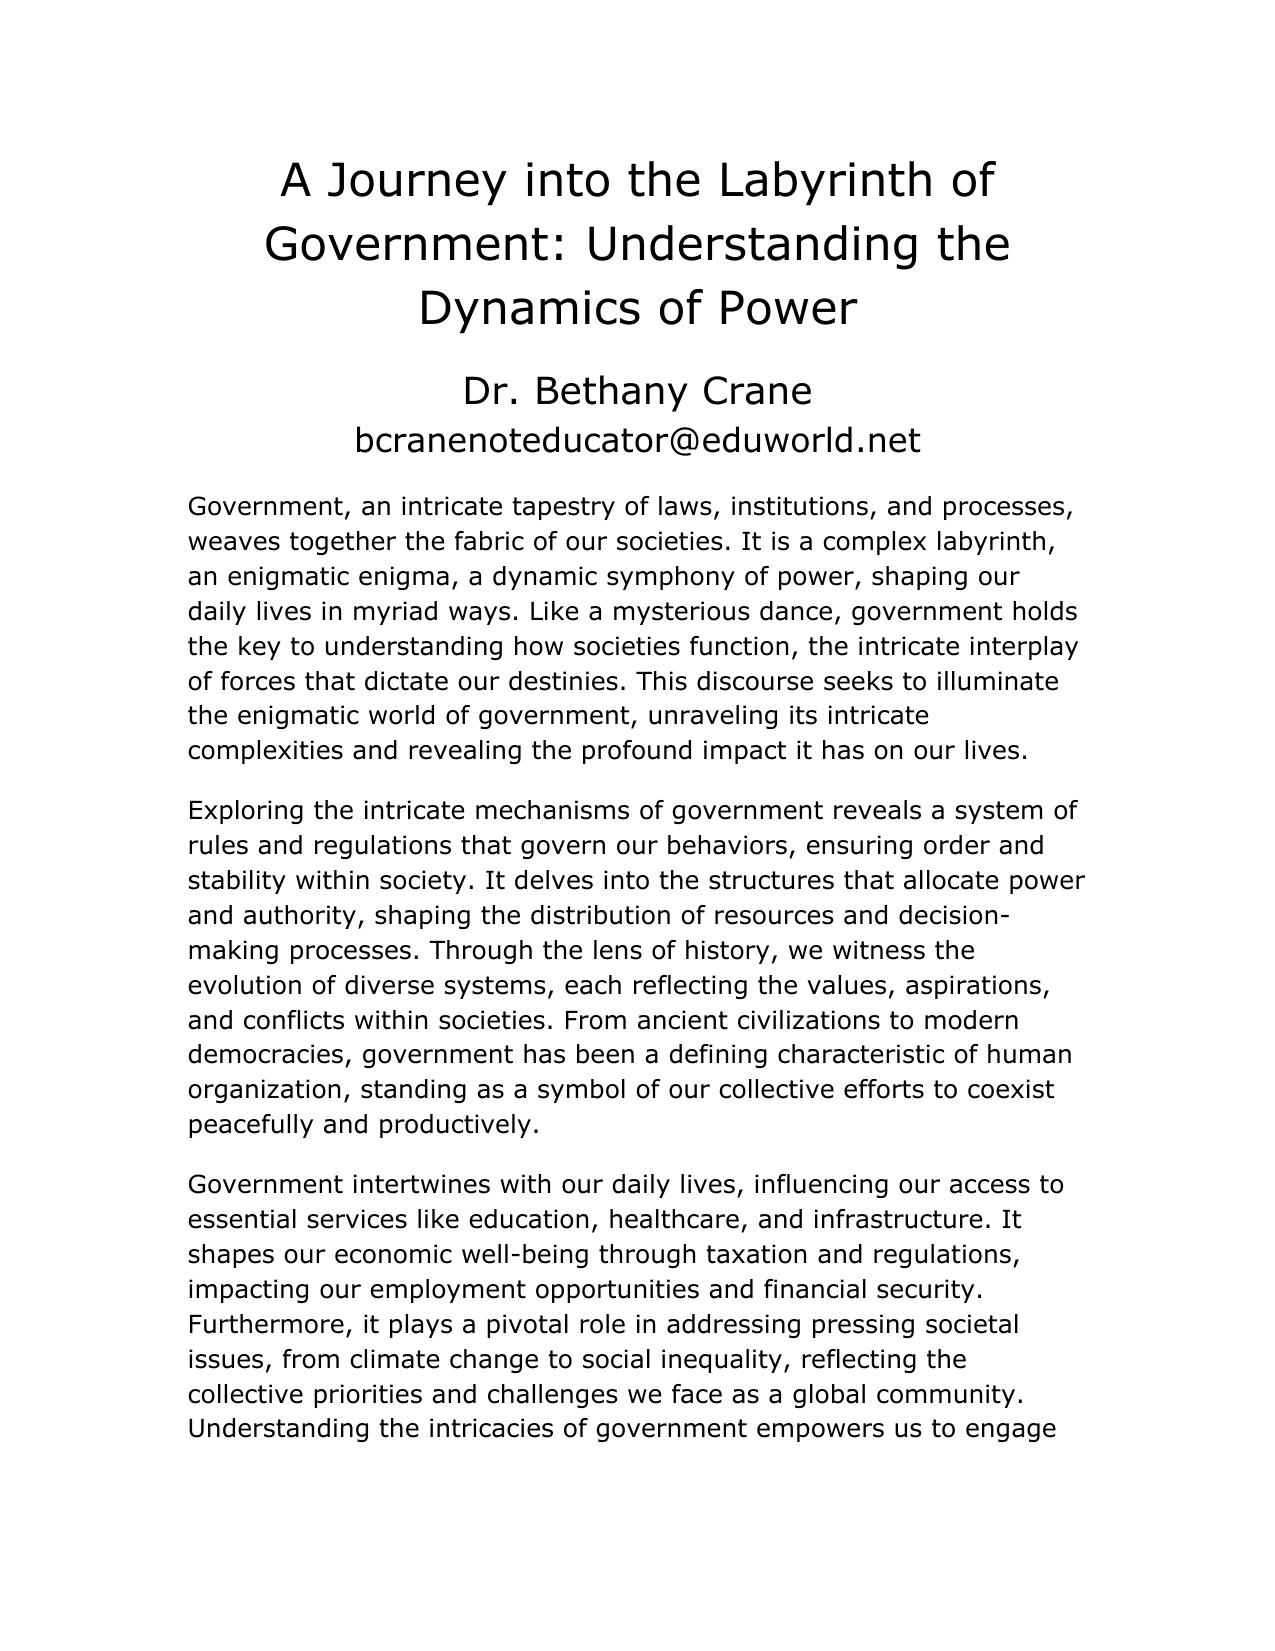 A Journey into the Labyrinth of
Government: Understanding the
Dynamics of Power
Dr. Bethany Crane
bcranenoteducator@eduworld.net
Government, an intricate tapestry of laws, institutions, and processes,
weaves together the fabric of our societies. It is a complex labyrinth,
an enigmatic enigma, a dynamic symphony of power, shaping our
daily lives in myriad ways. Like a mysterious dance, government holds
the key to understanding how societies function, the intricate interplay
of forces that dictate our destinies. This discourse seeks to illuminate
the enigmatic world of government, unraveling its intricate
complexities and revealing the profound impact it has on our lives.
Exploring the intricate mechanisms of government reveals a system of
rules and regulations that govern our behaviors, ensuring order and
stability within society. It delves into the structures that allocate power
and authority, shaping the distribution of resources and decision-
making processes. Through the lens of history, we witness the
evolution of diverse systems, each reflecting the values, aspirations,
and conflicts within societies. From ancient civilizations to modern
democracies, government has been a defining characteristic of human
organization, standing as a symbol of our collective efforts to coexist
peacefully and productively.
Government intertwines with our daily lives, influencing our access to
essential services like education, healthcare, and infrastructure. It
shapes our economic well-being through taxation and regulations,
impacting our employment opportunities and financial security.
Furthermore, it plays a pivotal role in addressing pressing societal
issues, from climate change to social inequality, reflecting the
collective priorities and challenges we face as a global community.
Understanding the intricacies of government empowers us to engage